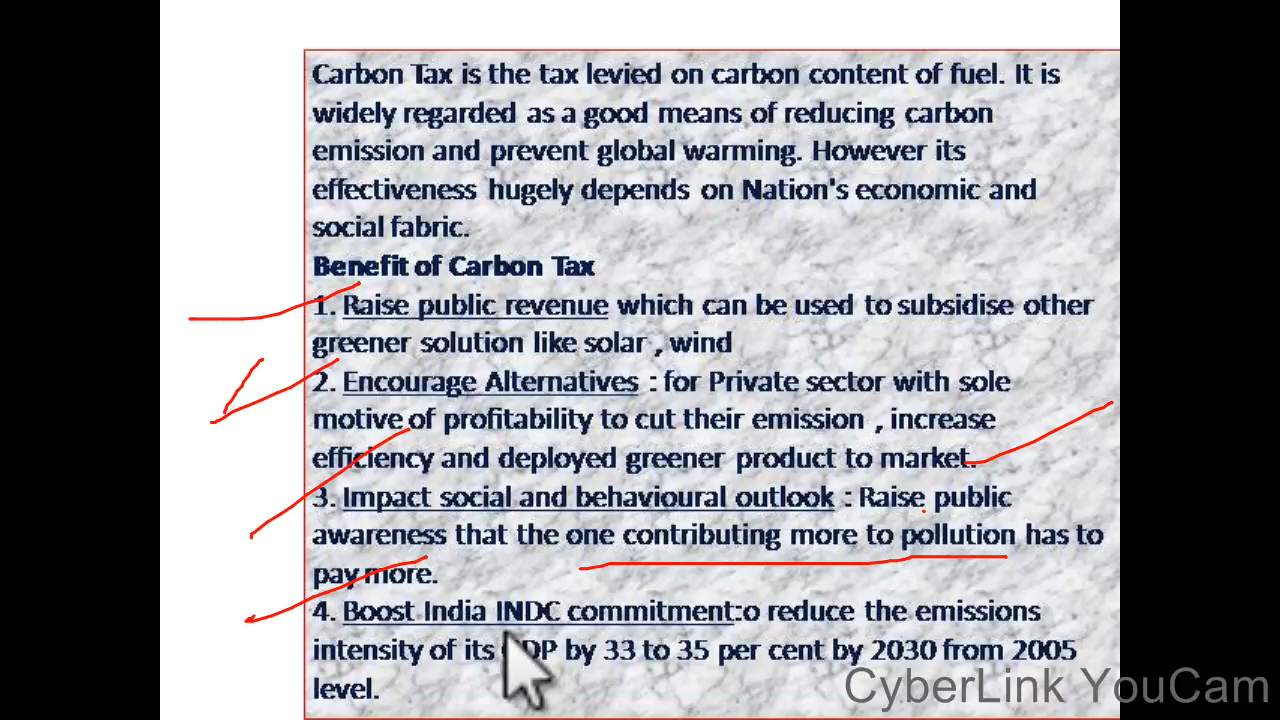 Carbon Tax is the tax levied on carbon content of fuel. It is
widely regarded as a good means of reducing carbon
emission and prevent global warming. However its
effectiveness hugely depends on Nation's economic and
social fabric.
Benefit of Carbon Tax
1. Raise public revenue which can be used to subsidise other
greener solution like solar , wind
2. Encourage Alternatives : for Private sector with sole
motive of profitability to cut their emission , increase
efficiency and deployed greener product to market.
3. Impact social and behavioural outlook : Raise public
awareness that the one contributing more to pollution has to
pay more.
4. Boost India INDC commitment:o reduce the emissions
intensity of its GDP by 33 to 35 per cent by 2030 from 2005
level.
CyberLink YouCam